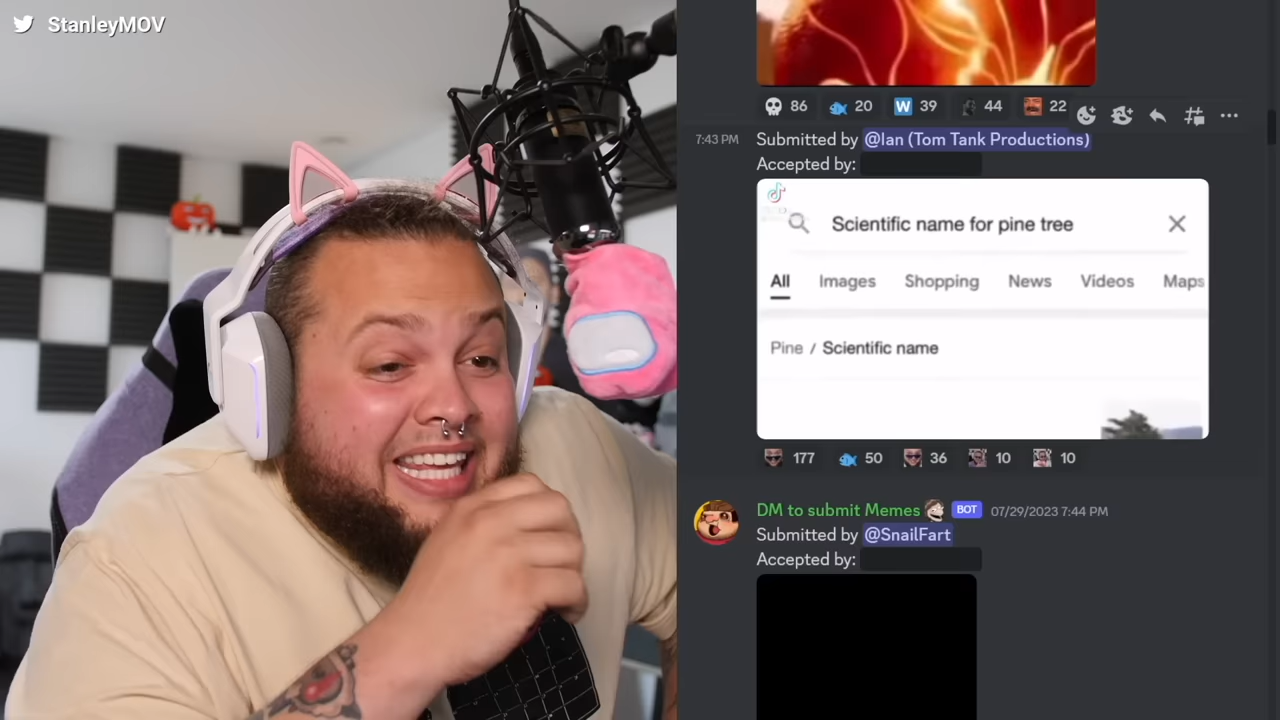 StanleyMOV
86
20
W
39
44
22
7:43 PM
Submitted by @Ian (Tom Tank Productions)
Accepted by:
Scientific name for pine tree
All Images Shopping News Videos Maps
Pine / Scientific name
177
50
36
10
10
DM to submit Memes BOT 07/29/2023 7:44 PM
Submitted by @SnailFart
Accepted by: